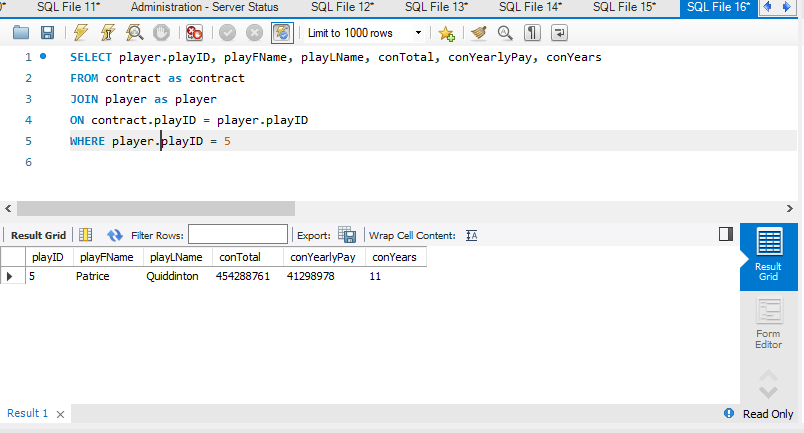 SQL File 11* Administration - Server Status SQL File 12* SQL File 13* SQL File 14* SQL File 15* SQL File 16*
Limit to 1000 rows
1 SELECT player.playID, playFName, playLName, conTotal, conYearlyPay, conYears
2 FROM contract as contract
3 JOIN player as player
4 ON contract.playID = player.playID
5 WHERE player.playID = 5
6
Result Grid Filter Rows: Export: Wrap Cell Content: IA
playID playFName playLName conTotal conYearlyPay conYears
5 Patrice Quiddinton 454288761 41298978 11
Result
Grid
Form
Editor
Result 1 × Read Only